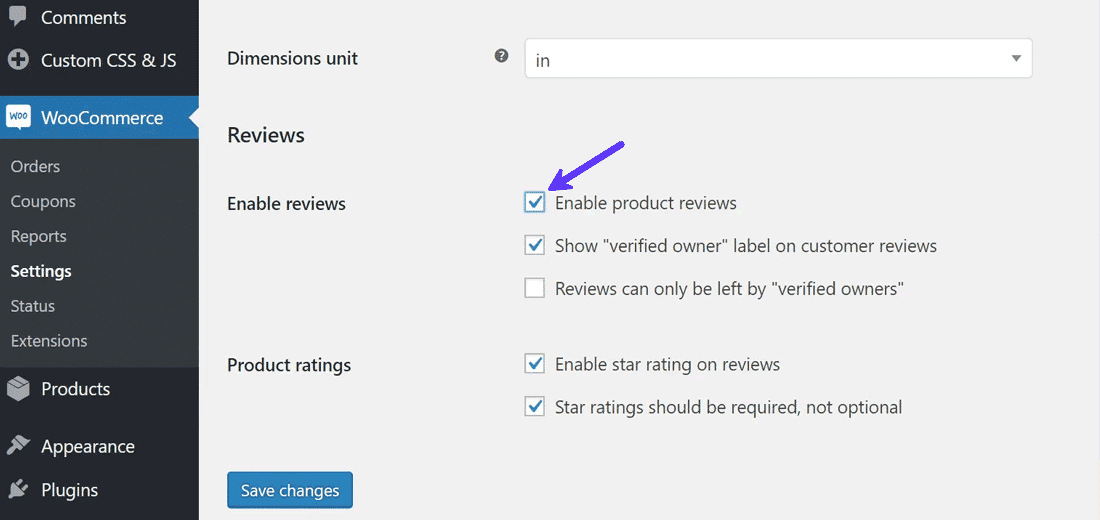 Comments
Custom CSS & JS
woo WooCommerce
Orders
Coupons
Reports
Settings
Status
Extensions
Products
Appearance
Plugins
Dimensions unit ? in
Reviews
Enable reviews Enable product reviews
Show "verified owner" label on customer reviews
Reviews can only be left by "verified owners"
Product ratings Enable star rating on reviews
Star ratings should be required, not optional
Save changes